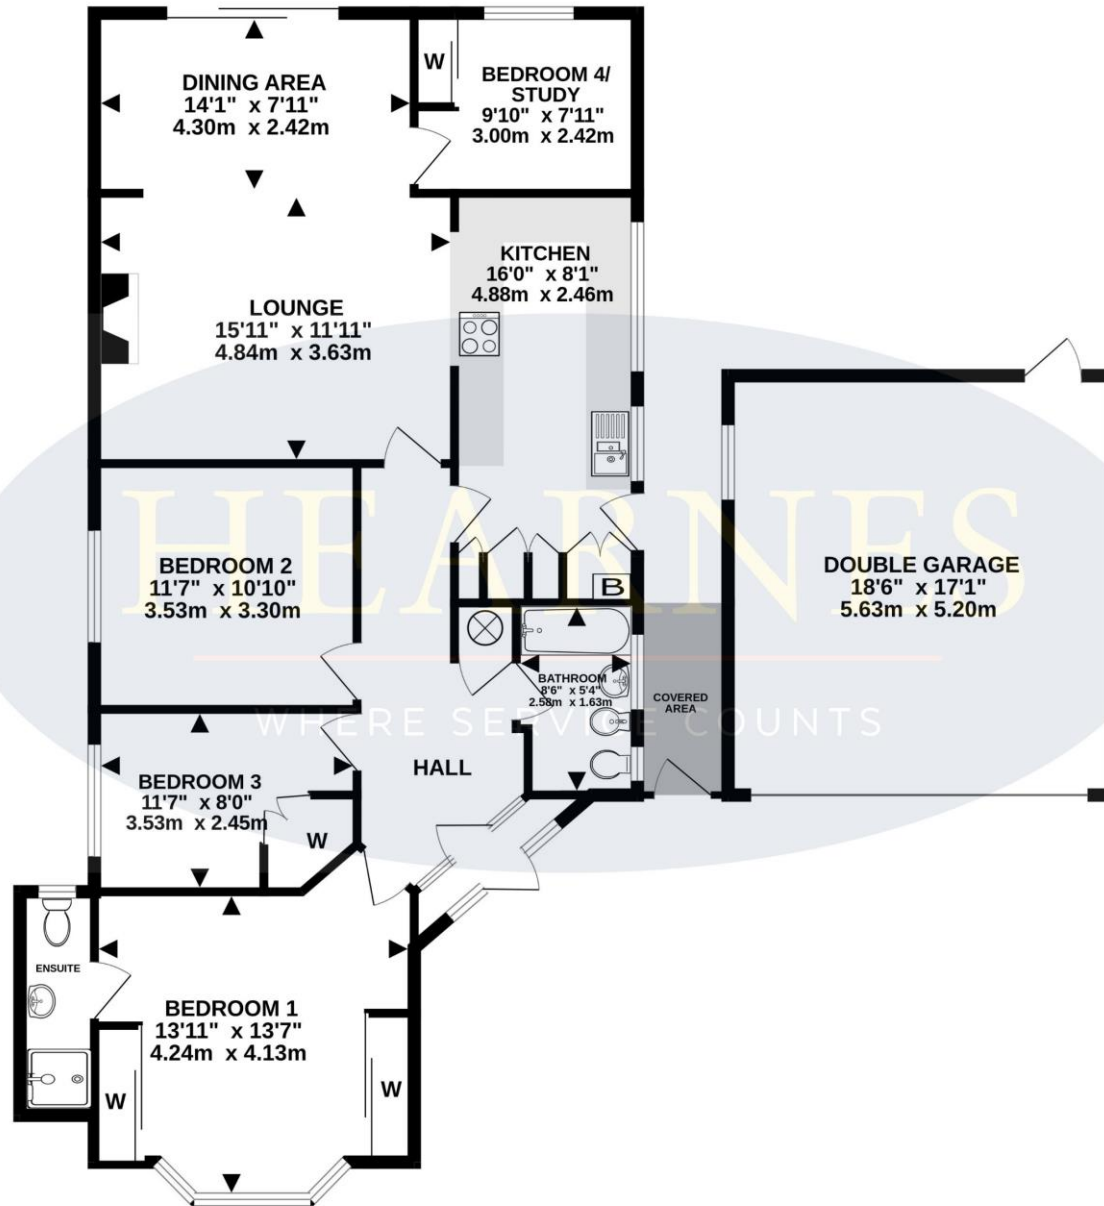 DINING AREA
14'1" x 7'11"
4.30m x 2.42m
W
BEDROOM 4/
STUDY
9'10" x 7'11"
3.00m x 2.42m
KITCHEN
16'0" x 8'1"
4.88m x 2.46m
LOUNGE
15'11" x 11'11"
4.84m x 3.63m
HEARNES
BEDROOM 2
11'7" x 10'10"
3.53m x 3.30m
B
DOUBLE GARAGE
18'6" x 17'1"
5.63m x 5.20m
BATHROOM
8'6" x 5'4"
2.58m x 1.63m
COVERED
AREA
WHERE SERVICE COUNTS
HALL
BEDROOM 3
11'7" x 8'0"
3.53m x 2.45m
W
ENSUITE
BEDROOM 1
13'11" x 13'7"
4.24m x 4.13m
W
W